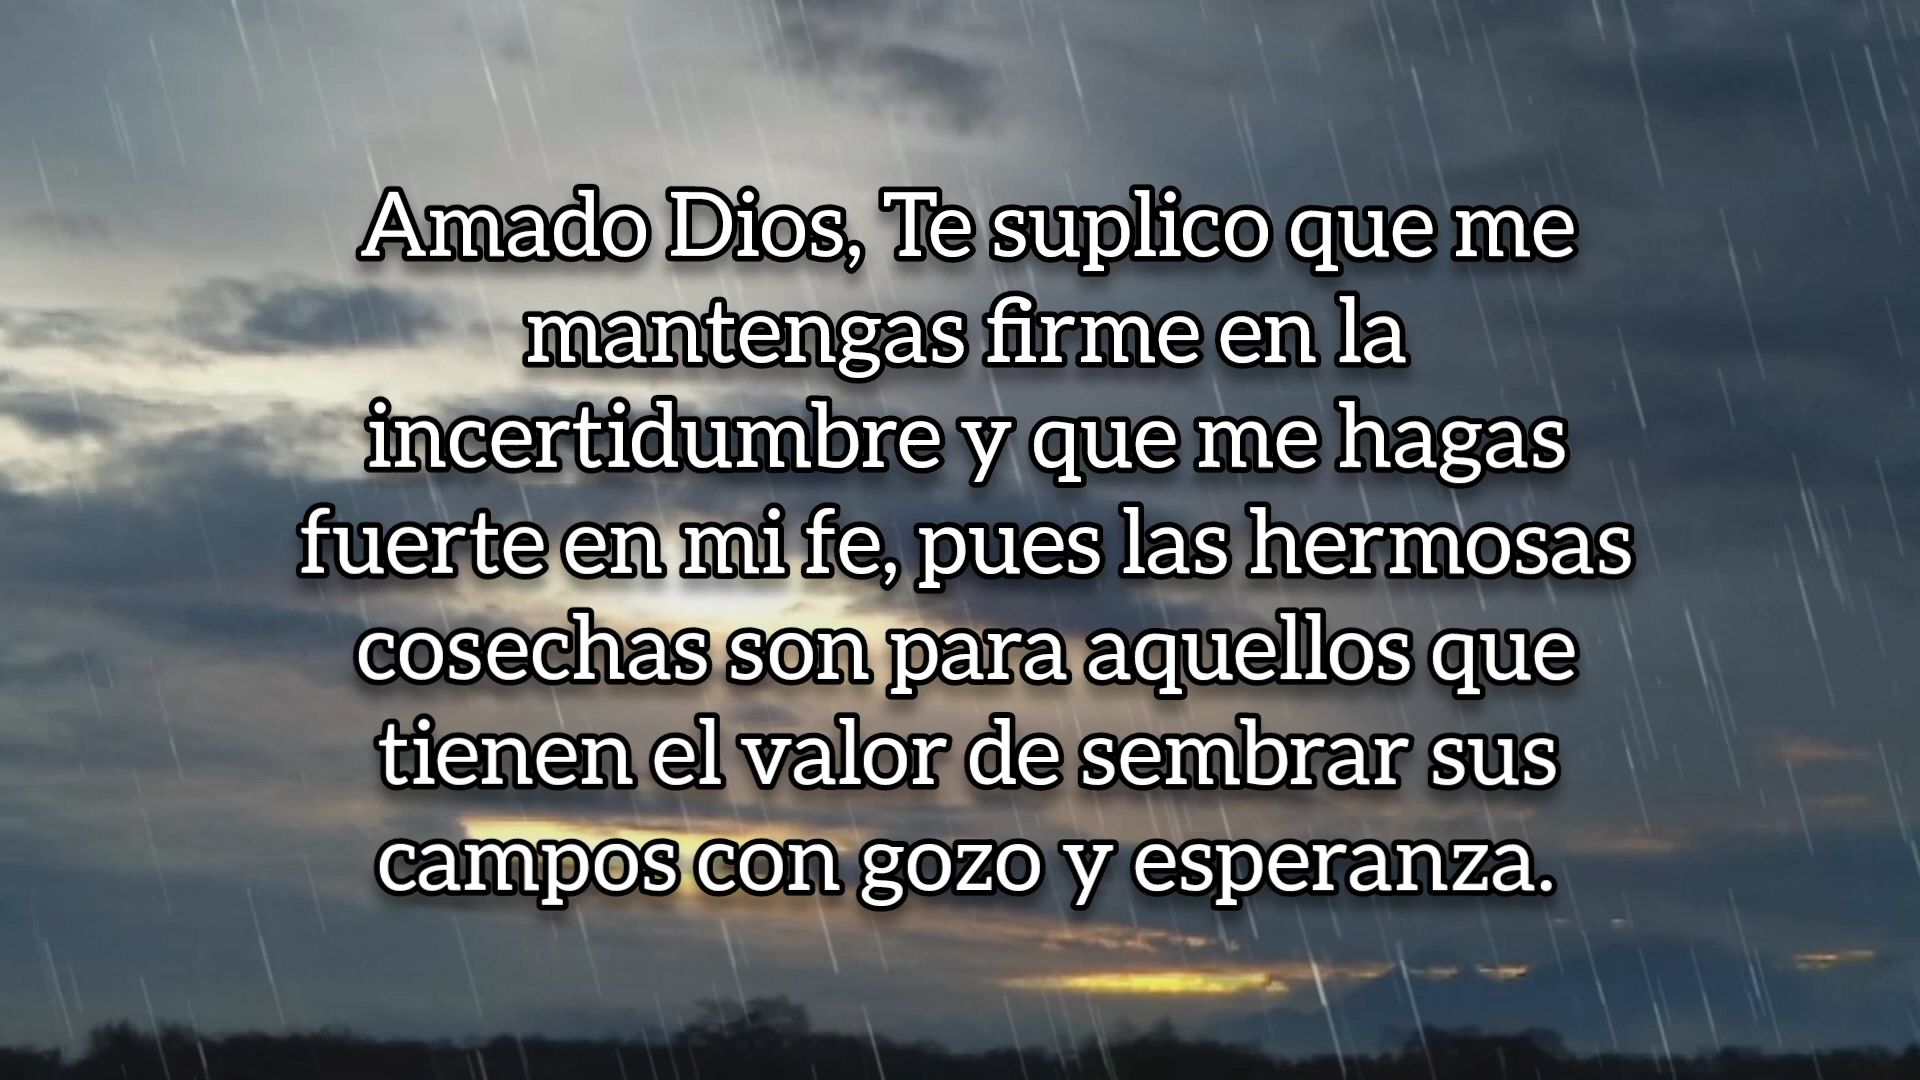 Amado Dios, Te suplico que me
mantengas firme en la
incertidumbre y que me hagas
fuerte en mi fe, pues las hermosas
cosechas son para aquellos que
tienen el valor de sembrar sus
campos con gozo y esperanza.